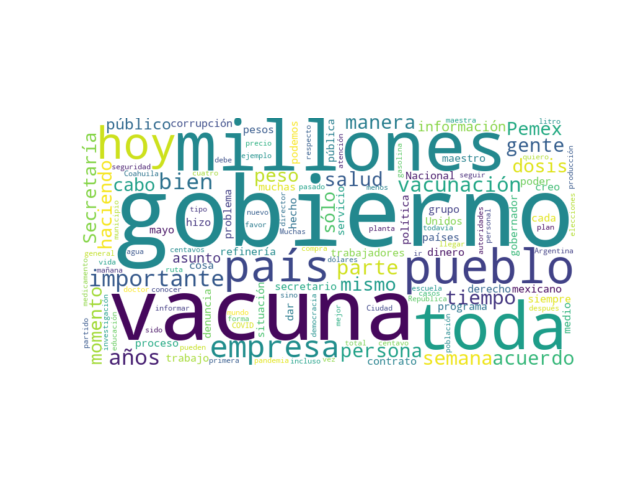 público
corrupción
pesos
manera
información
Pemex
litro
maestra
hoy
millones
podemos
respecto
pública
atención
gente
Secretaría
haciendo
seguridad
precio
ejemplo
debe
gasolina
maestro
quiero
producción
cabo
bien
peso
salud
Nacional
seguir
vacunación
dosis
poder
creo
Coahuila
cuatro
muchas
pasado
menos
municipio
mayo
hizo
tipo
problema
nuevo
favor
director
Muchas
hecho
sólo
servicio
política
grupo
Unidos
todavía
países
gobernador
autoridades
personal
cada
plan
elecciones
gobierno
general
agua
centavos
asunto
refinería
compra
trabajadores
planta
dólares
ir
dinero
llegar
Argentina
medicamento
vida
mañana
doctor
conocer
ruta
cosa
importante
país
parte
pueblo
momento
investigación
educación
partido
informar
sido
denuncia
secretario
situación
dar
sino
democracia
mismo
escuela
casos
República
derecho
mexicano
tiempo
programa
población
siempre
después
medio
vacuna
mundo
forma
COVID
Ciudad
mejor
toda
años
proceso
trabajo
pueden
primera
empresa
pandemia
incluso
vez
total
centavo
persona
contrato
semana
acuerdo